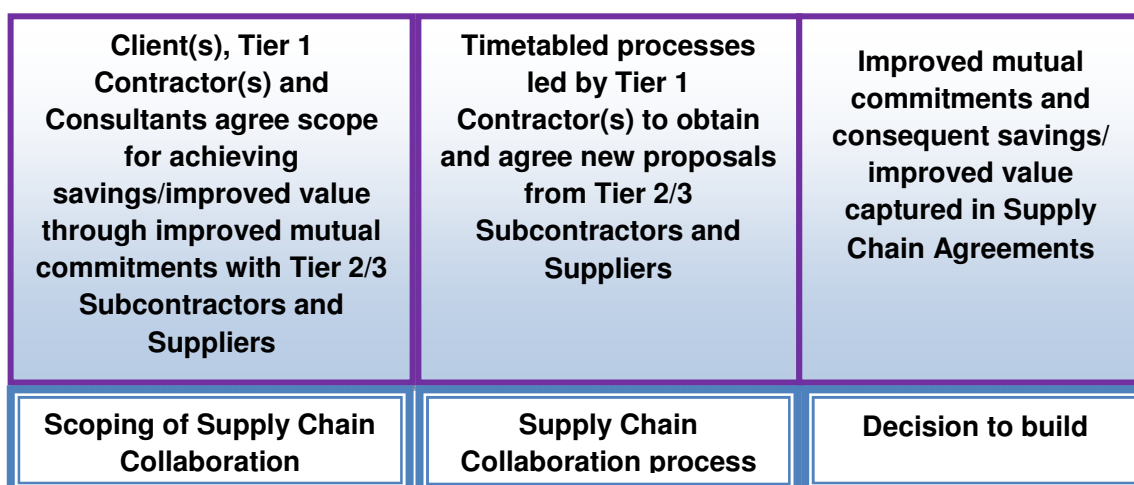 Client(s), Tier 1
Contractor(s) and
Consultants agree scope
for achieving
savings/improved value
through improved mutual
commitments with Tier 2/3
Subcontractors and
Suppliers
Timetabled processes
led by Tier 1
Contractor(s) to obtain
and agree new proposals
from Tier 2/3
Subcontractors and
Suppliers
Improved mutual
commitments and
consequent savings/
improved value
captured in Supply
Chain Agreements
Scoping of Supply Chain
Collaboration
Supply Chain
Collaboration process
Decision to build